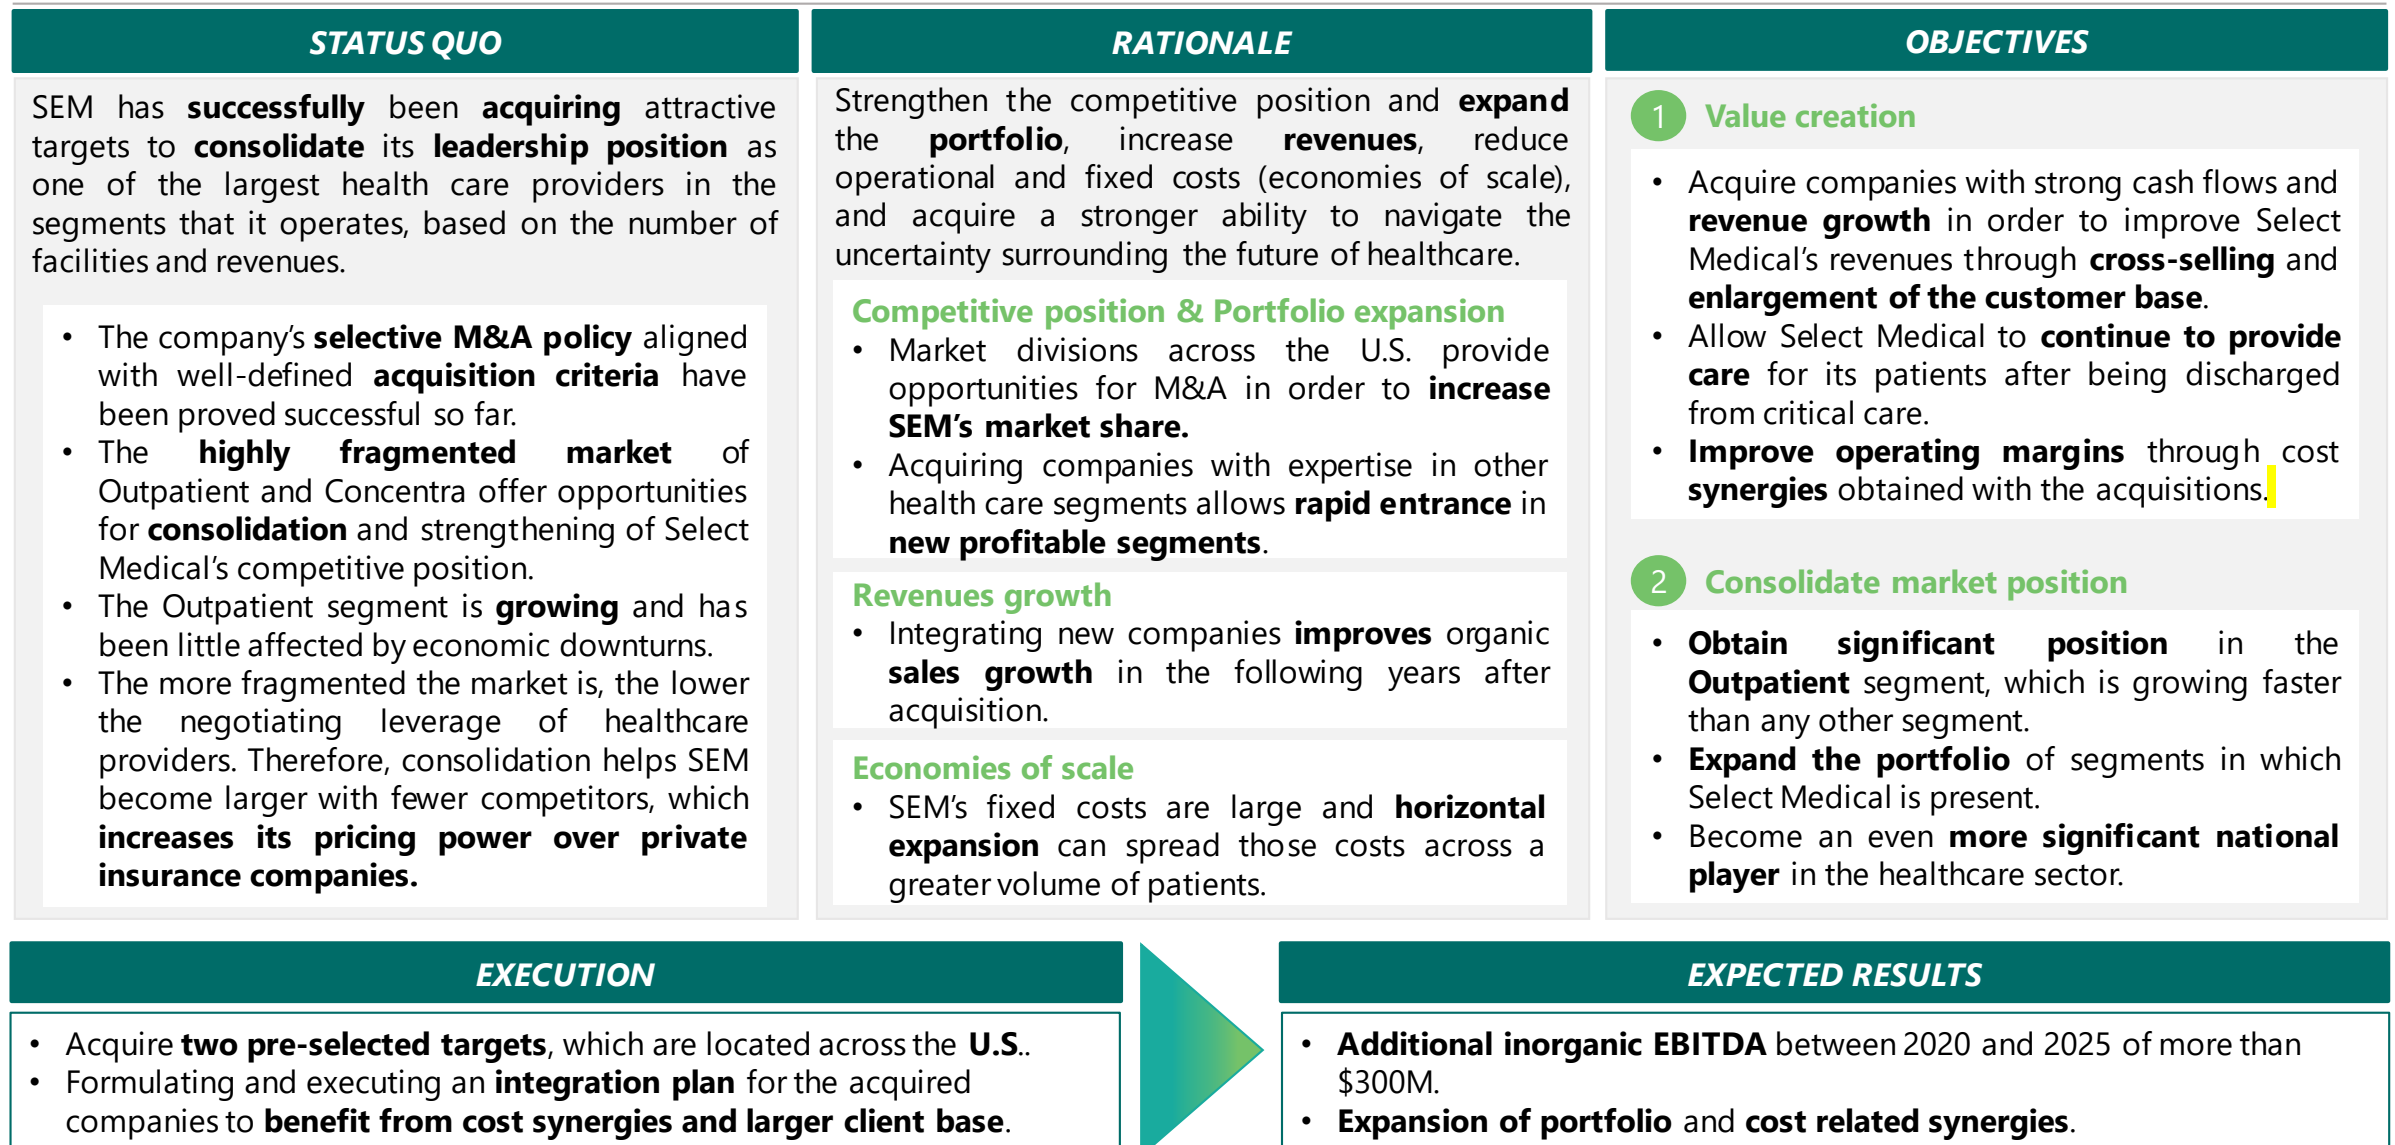 STATUS QUO
SEM has successfully been acquiring attractive
targets to consolidate its leadership position as
one of the largest health care providers in the
segments that it operates, based on the number of
facilities and revenues.
• The company's selective M&A policy aligned
with well-defined acquisition criteria have
been proved successful so far.
• The highly fragmented market of
Outpatient and Concentra offer opportunities
for consolidation and strengthening of Select
Medical's competitive position.
• The Outpatient segment is growing and has
been little affected by economic downturns.
• The more fragmented the market is, the lower
the negotiating leverage of healthcare
providers. Therefore, consolidation helps SEM
become larger with fewer competitors, which
increases its pricing power over private
insurance companies.
RATIONALE
Strengthen the competitive position and expand
the portfolio, increase revenues, reduce
operational and fixed costs (economies of scale),
and acquire a stronger ability to navigate the
uncertainty surrounding the future of healthcare.
Competitive position & Portfolio expansion
• Market divisions across the U.S. provide
opportunities for M&A in order to increase
SEM's market share.
• Acquiring companies with expertise in other
health care segments allows rapid entrance in
new profitable segments.
Revenues growth
• Integrating new companies improves organic
sales growth in the following years after
acquisition.
Economies of scale
• SEM's fixed costs are large and horizontal
expansion can spread those costs across a
greater volume of patients.
OBJECTIVES
1 Value creation
• Acquire companies with strong cash flows and
revenue growth in order to improve Select
Medical's revenues through cross-selling and
enlargement of the customer base.
• Allow Select Medical to continue to provide
care for its patients after being discharged
from critical care.
• Improve operating margins through cost
synergies obtained with the acquisitions.
2 Consolidate market position
• Obtain significant position in the
Outpatient segment, which is growing faster
than any other segment.
• Expand the portfolio of segments in which
Select Medical is present.
• Become an even more significant national
player in the healthcare sector.
EXECUTION
• Acquire two pre-selected targets, which are located across the U.S..
• Formulating and executing an integration plan for the acquired
companies to benefit from cost synergies and larger client base.
EXPECTED RESULTS
• Additional inorganic EBITDA between 2020 and 2025 of more than
$300M.
• Expansion of portfolio and cost related synergies.